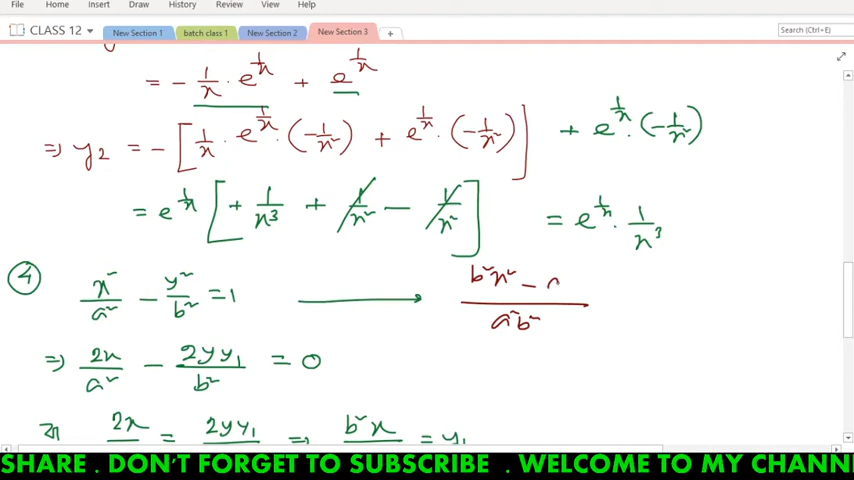 File Home Insert Draw History Review View Help
CLASS 12 New Section 1 batch class 1 New Section 2 New Section 3 + Search (Ctrl+E)
= - 1/x · e^(1/x) + e^(1/x)
⇒ y₂ = - [ 1/x · e^(1/x) · (-1/x²) + e^(1/x) · (-1/x²) ] + e^(1/x) · (-1/x²)
= e^(1/x) [ + 1/x³ + 1/x² - 1/x² ] = e^(1/x) · 1/x³
④ x²/a² - y²/b² = 1 → b²x² - / a²b²
⇒ 2x/a² - 2yy₁/b² = 0
⇒ 2x = 2yy₁ ⇒ b²x = y₁
SHARE . DON'T FORGET TO SUBSCRIBE . WELCOME TO MY CHANN